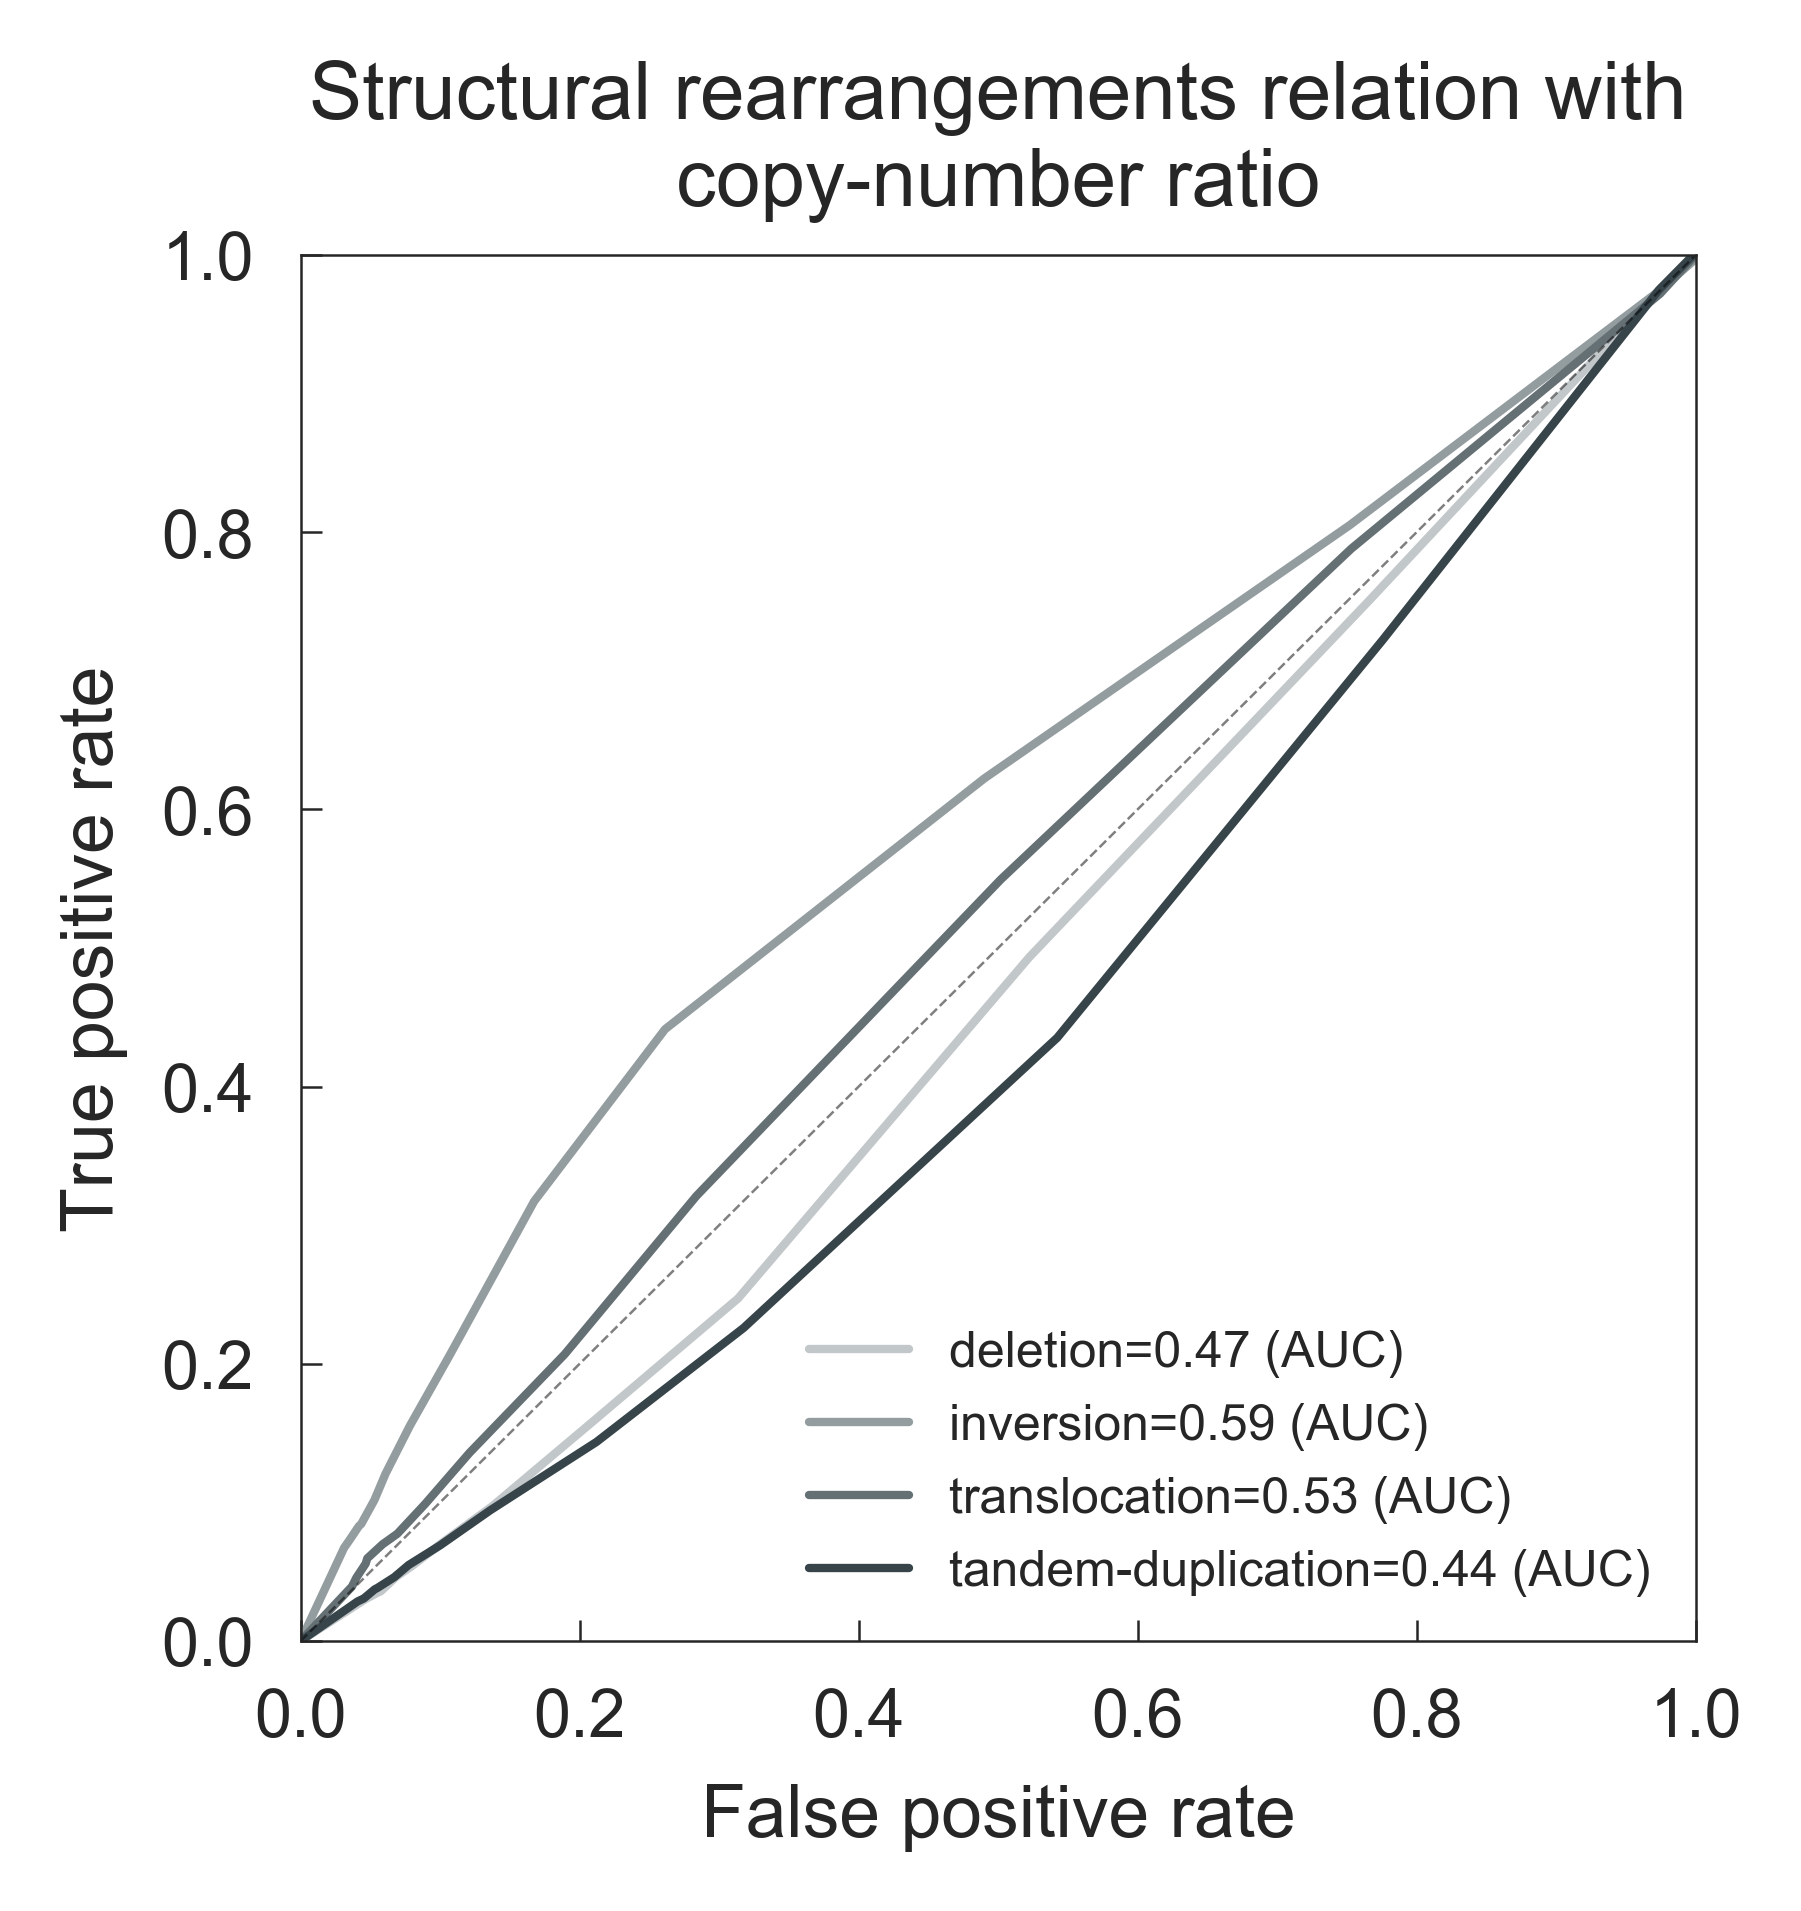 Structural rearrangements relation with
copy-number ratio
1.0
0.8
0.6
0.4
0.2
0.0
True positive rate
deletion=0.47 (AUC)
inversion=0.59 (AUC)
translocation=0.53 (AUC)
tandem-duplication=0.44 (AUC)
0.0 0.2 0.4 0.6 0.8 1.0
False positive rate